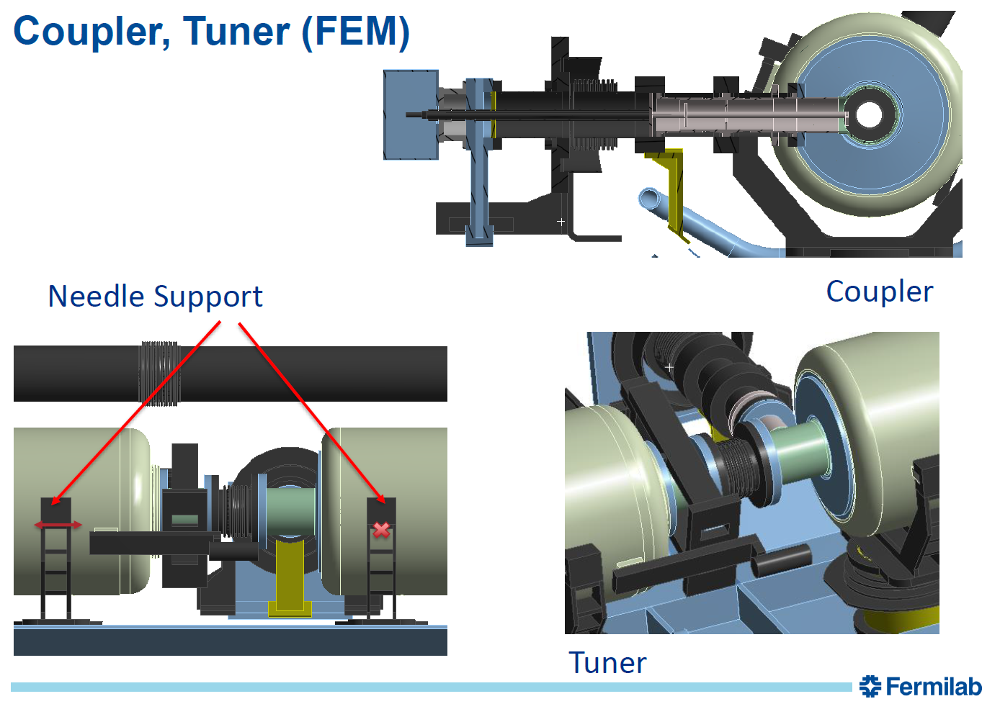 Coupler, Tuner (FEM)
Coupler
Needle Support
Tuner
Fermilab